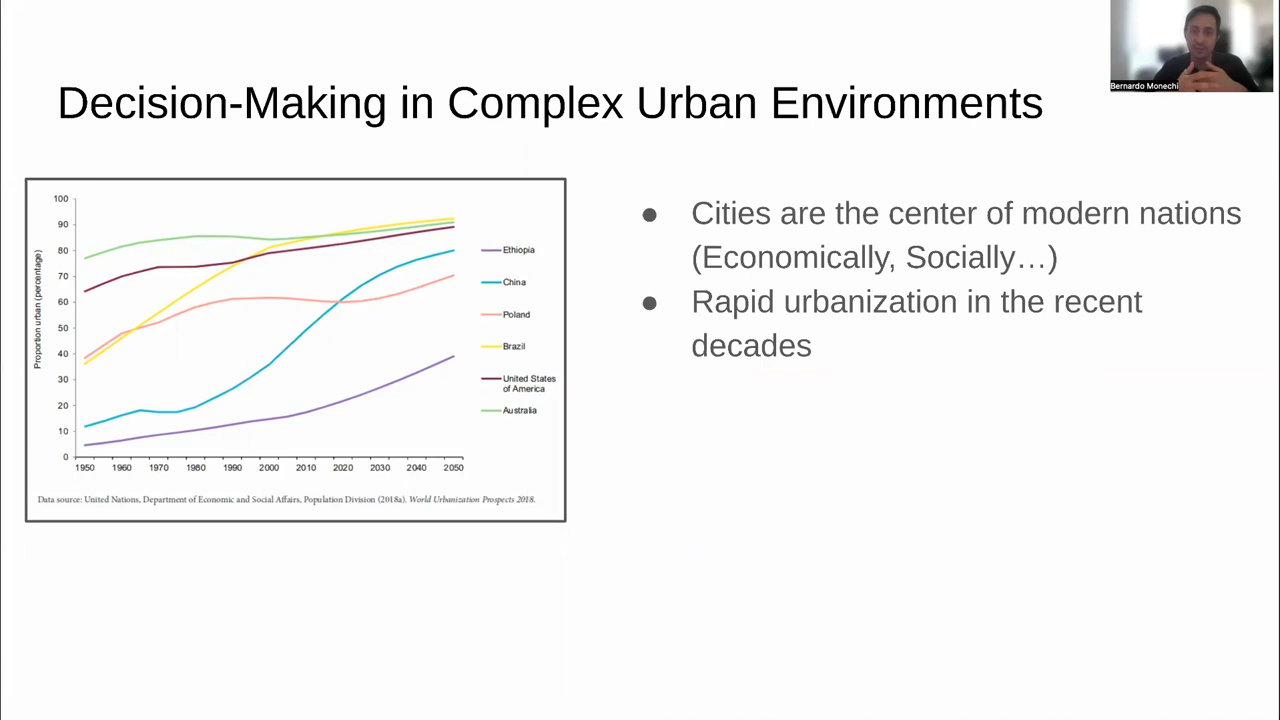 Bernardo Monechi
Decision-Making in Complex Urban Environments
Proportion urban (percentage)
100
90
80
70
60
50
40
30
20
10
0
1950 1960 1970 1980 1990 2000 2010 2020 2030 2040 2050
Ethiopia
China
Poland
Brazil
United States
of America
Australia
Data source: United Nations, Department of Economic and Social Affairs, Population Division (2018a). World Urbanization Prospects 2018.
● Cities are the center of modern nations
(Economically, Socially…)
● Rapid urbanization in the recent
decades